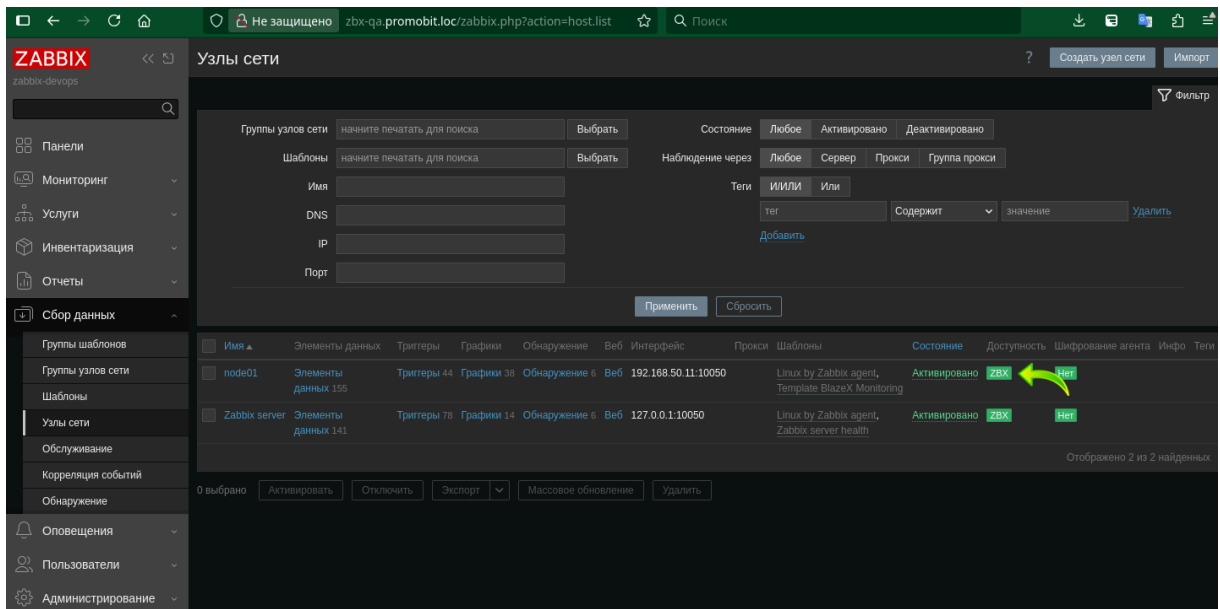 Не защищено zbx-qa.promobit.loc/zabbix.php?action=host.list Поиск
ZABBIX
zabbix-devops
Панели
Мониторинг
Услуги
Инвентаризация
Отчеты
Сбор данных
Группы шаблонов
Группы узлов сети
Шаблоны
Узлы сети
Обслуживание
Корреляция событий
Обнаружение
Оповещения
Пользователи
Администрирование
Узлы сети ? Создать узел сети Импорт
Фильтр
Группы узлов сети начните печатать для поиска Выбрать
Шаблоны начните печатать для поиска Выбрать
Имя
DNS
IP
Порт
Состояние Любое Активировано Деактивировано
Наблюдение через Любое Сервер Прокси Группа прокси
Теги И/ИЛИ Или
тег Содержит значение Удалить
Добавить
Применить Сбросить
Имя Элементы данных Триггеры Графики Обнаружение Веб Интерфейс Прокси Шаблоны Состояние Доступность Шифрование агента Инфо Теги
node01 Элементы Триггеры 44 Графики 38 Обнаружение 6 Веб 192.168.50.11:10050 Linux by Zabbix agent, Активировано ZBX Нет
данных 155 Template BlazeX Monitoring
Zabbix server Элементы Триггеры 78 Графики 14 Обнаружение 6 Веб 127.0.0.1:10050 Linux by Zabbix agent, Активировано ZBX Нет
данных 141 Zabbix server health
Отображено 2 из 2 найденных
0 выбрано Активировать Отключить Экспорт Массовое обновление Удалить